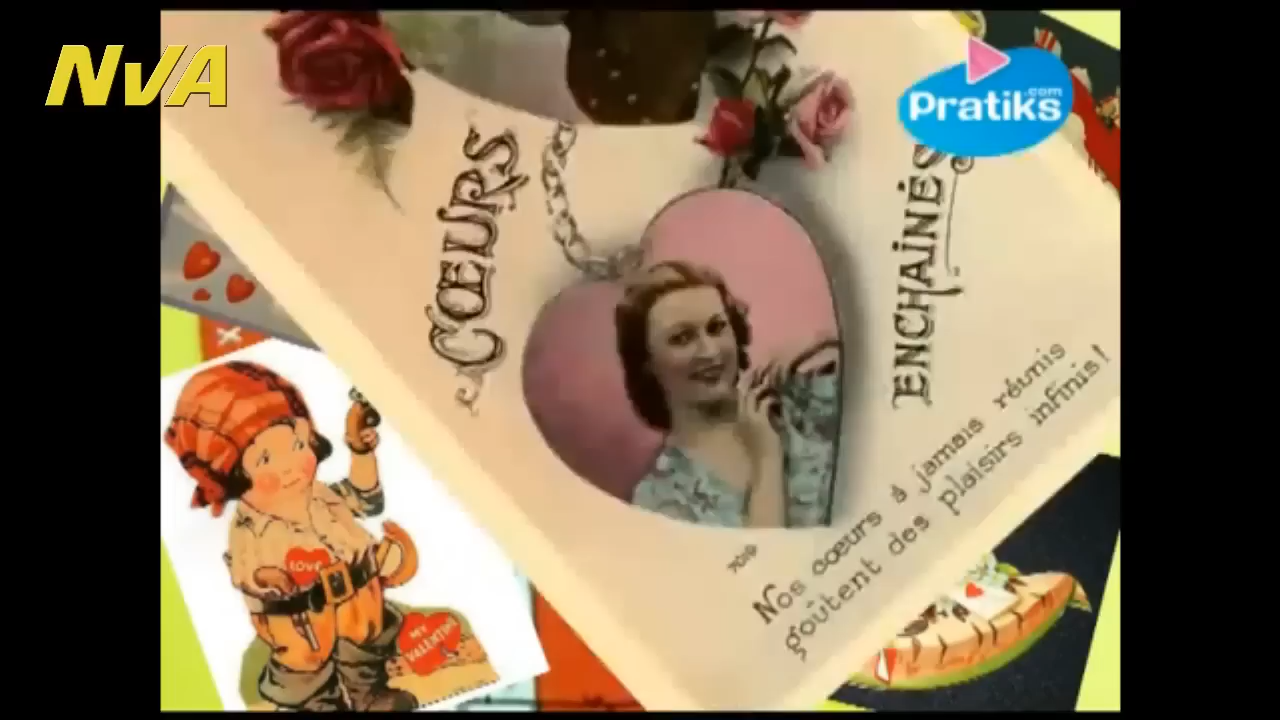 NVA
Pratiks
.com
CŒURS
ENCHAÎNÉS
Nos cœurs à jamais réunis
goûtent des plaisirs infinis!
LOVE
MY
VALENTINE